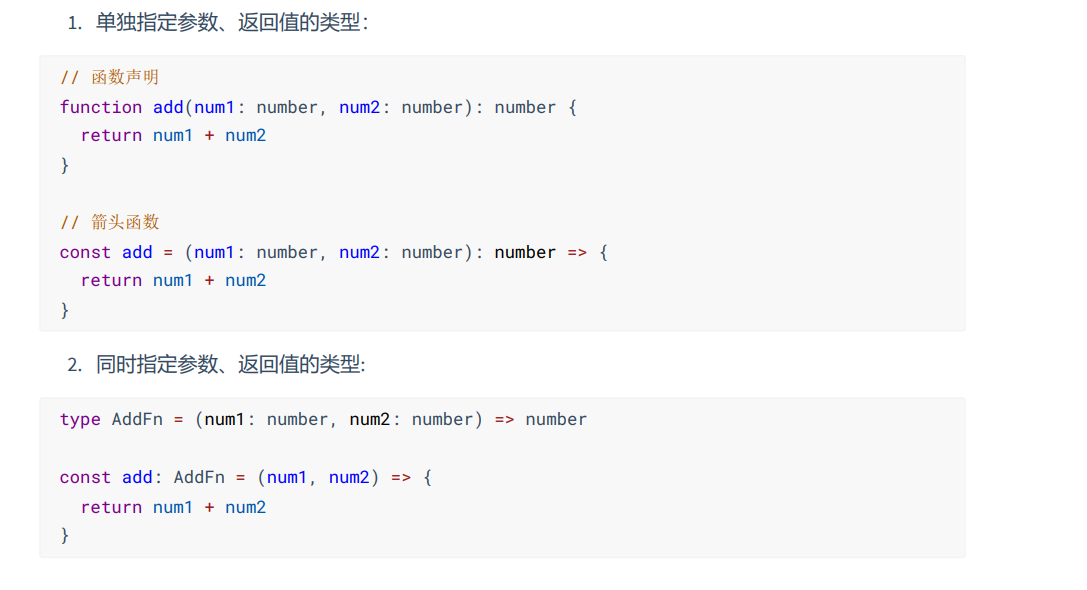 1. 单独指定参数、返回值的类型：
// 函数声明
function add(num1: number, num2: number): number {
  return num1 + num2
}
// 箭头函数
const add = (num1: number, num2: number): number => {
  return num1 + num2
}
2. 同时指定参数、返回值的类型:
type AddFn = (num1: number, num2: number) => number
const add: AddFn = (num1, num2) => {
  return num1 + num2
}